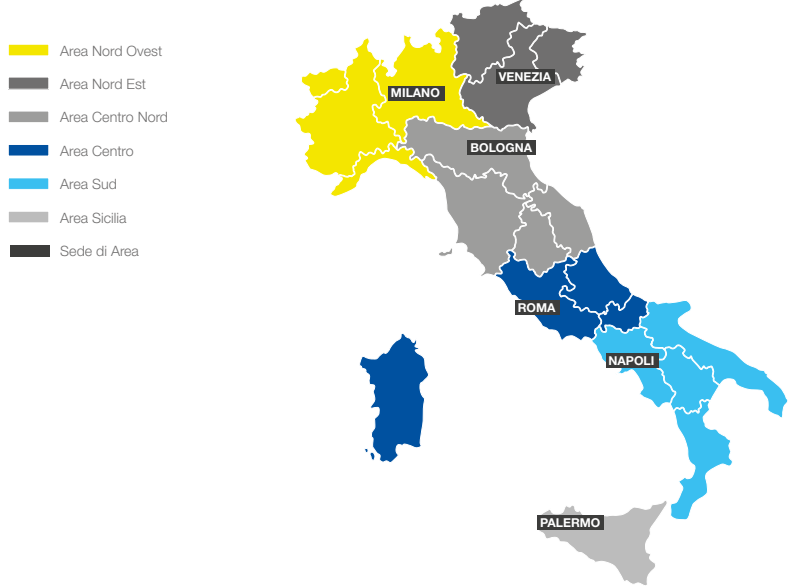 Area Nord Ovest
Area Nord Est
Area Centro Nord
Area Centro
Area Sud
Area Sicilia
Sede di Area
VENEZIA
MILANO
BOLOGNA
ROMA
NAPOLI
PALERMO